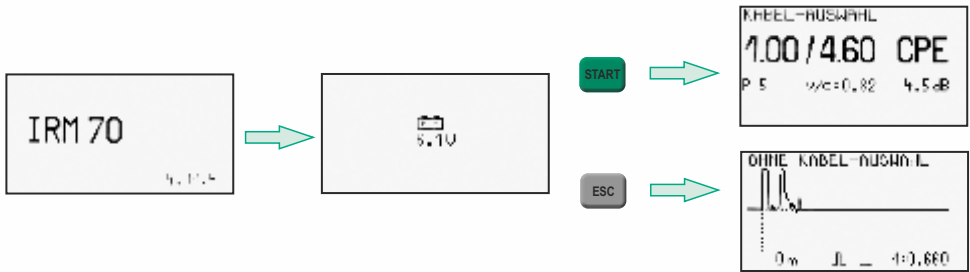 IRM 70
6.1V
START
KABEL-AUSWAHL
1.00/4.60 CPE
P 5 v/c=0.82 4.5dB
ESC
OHNE KABEL-AUSWAHL
0m